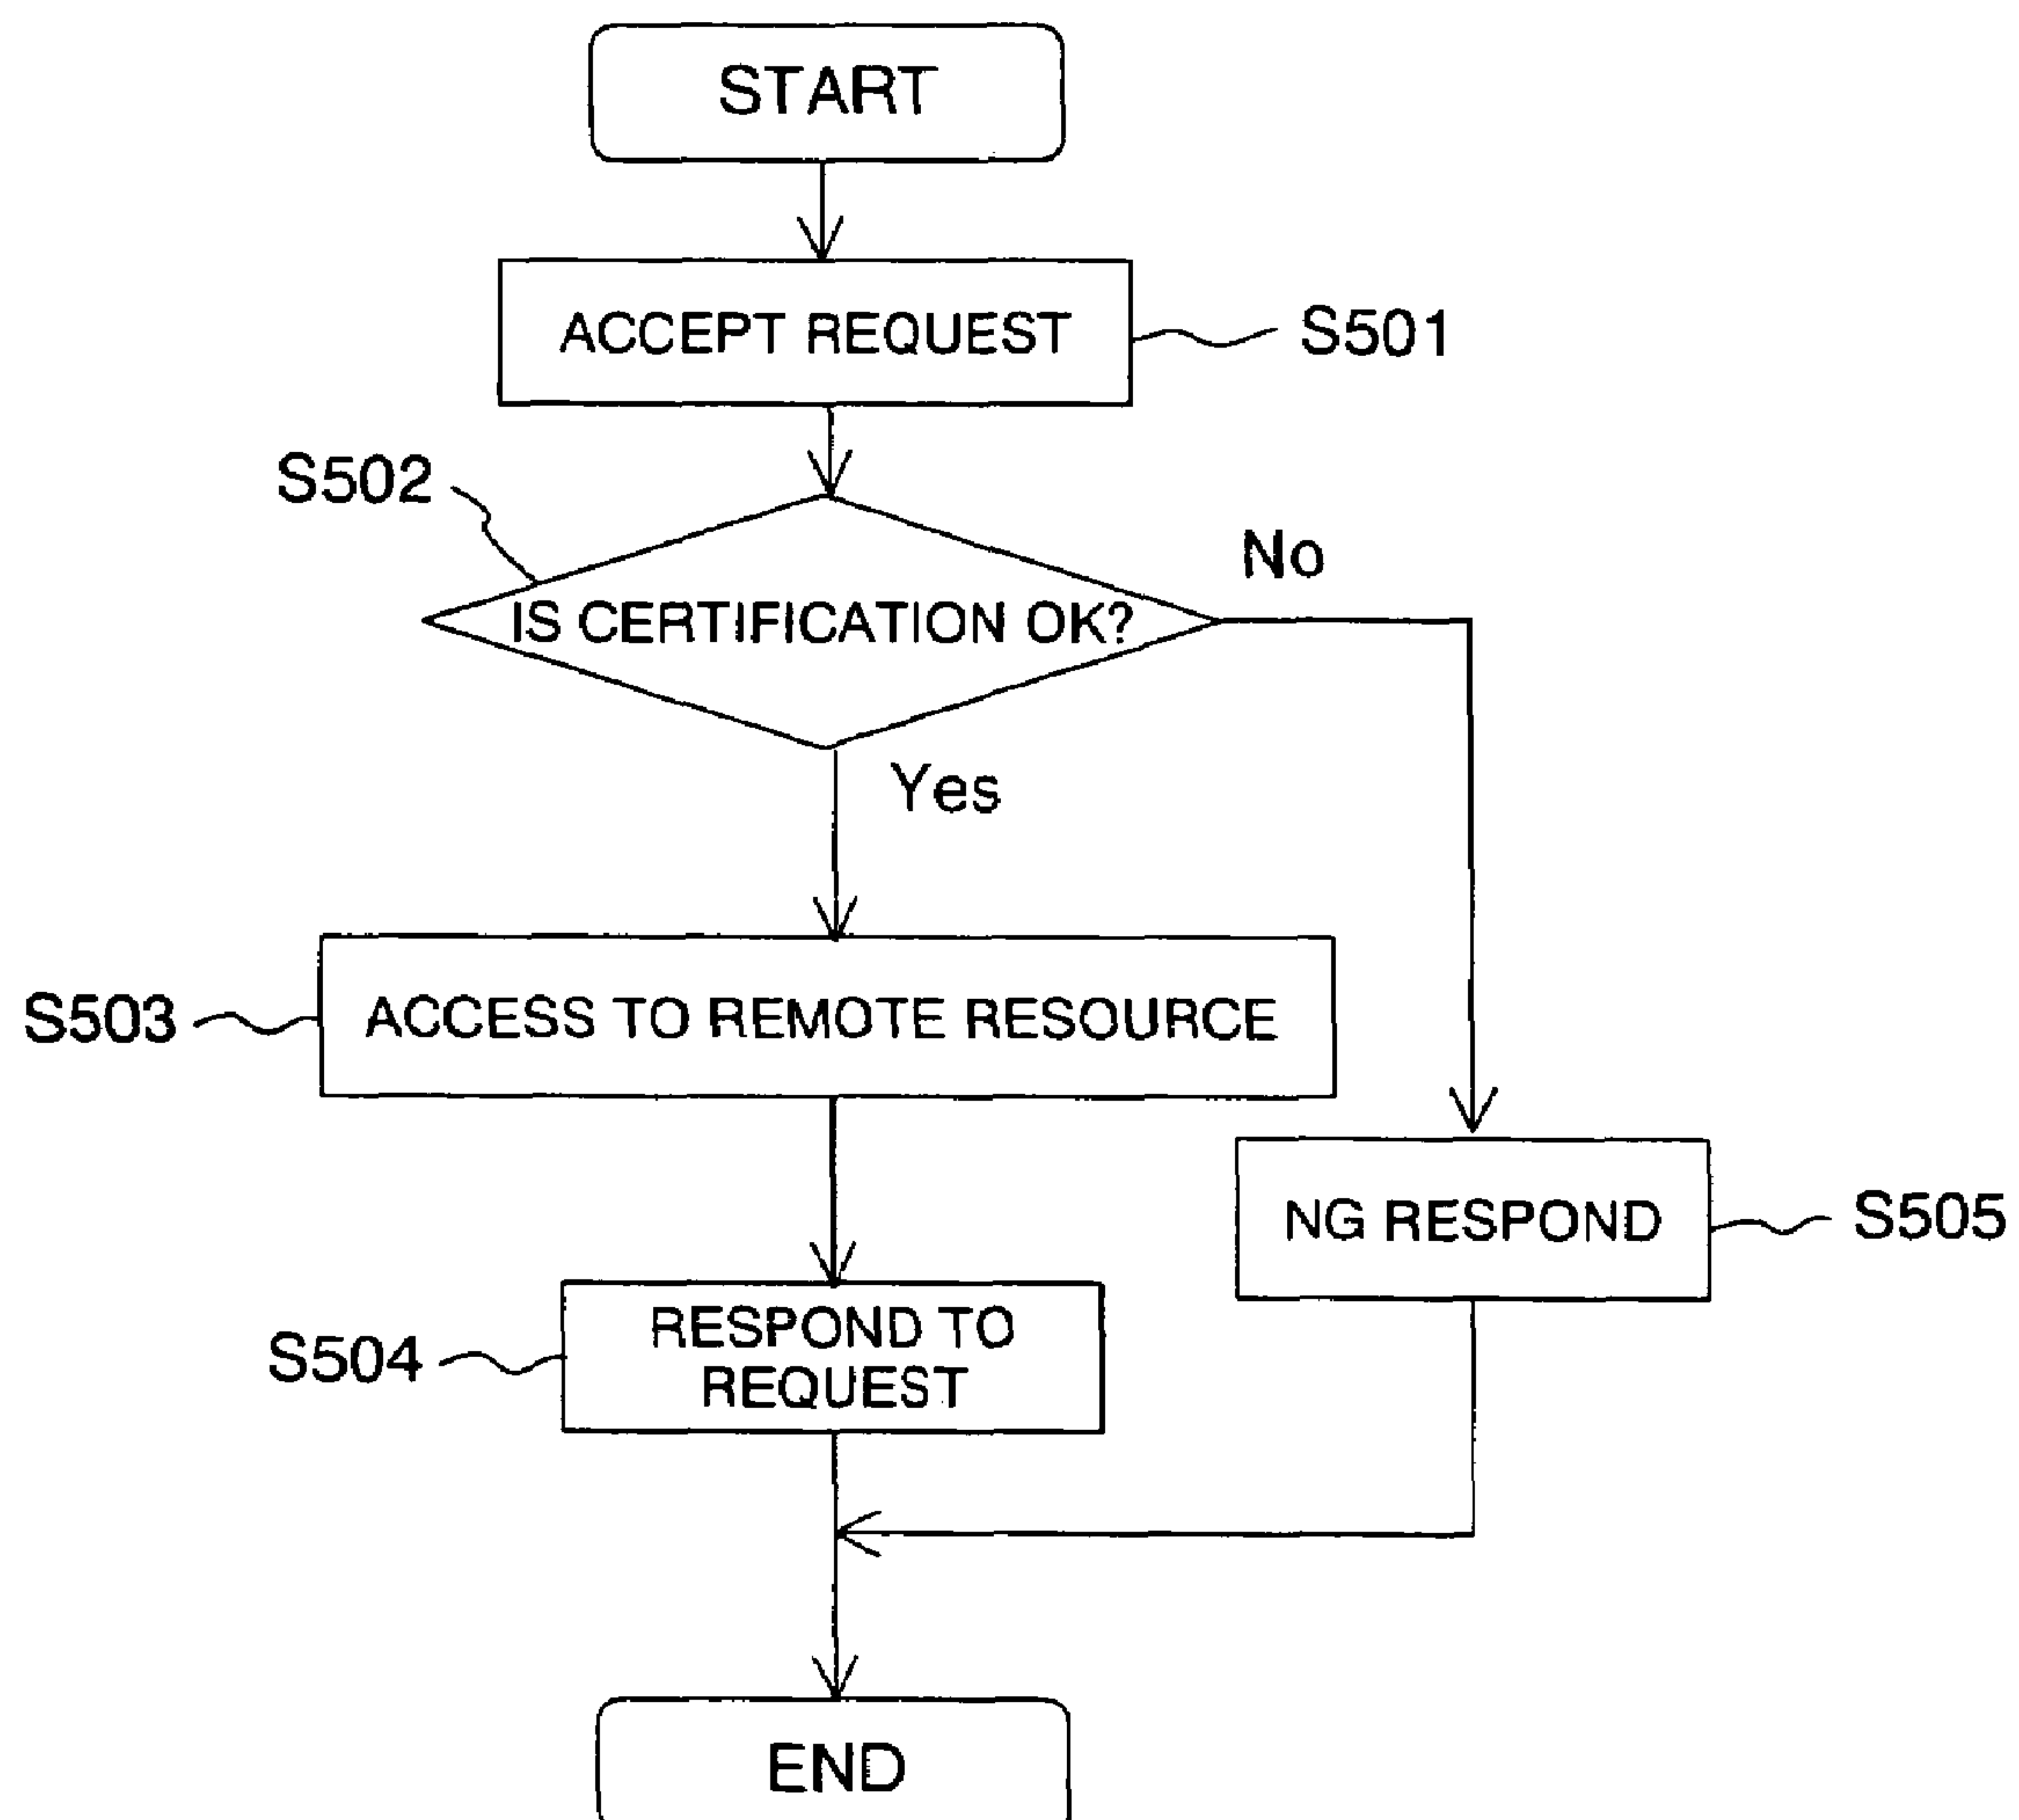 START
ACCEPT REQUEST
S501
S502
No
IS CERTIFICATION OK?
Yes
S503
ACCESS TO REMOTE RESOURCE
NG RESPOND
S505
RESPOND TO
REQUEST
S504
END